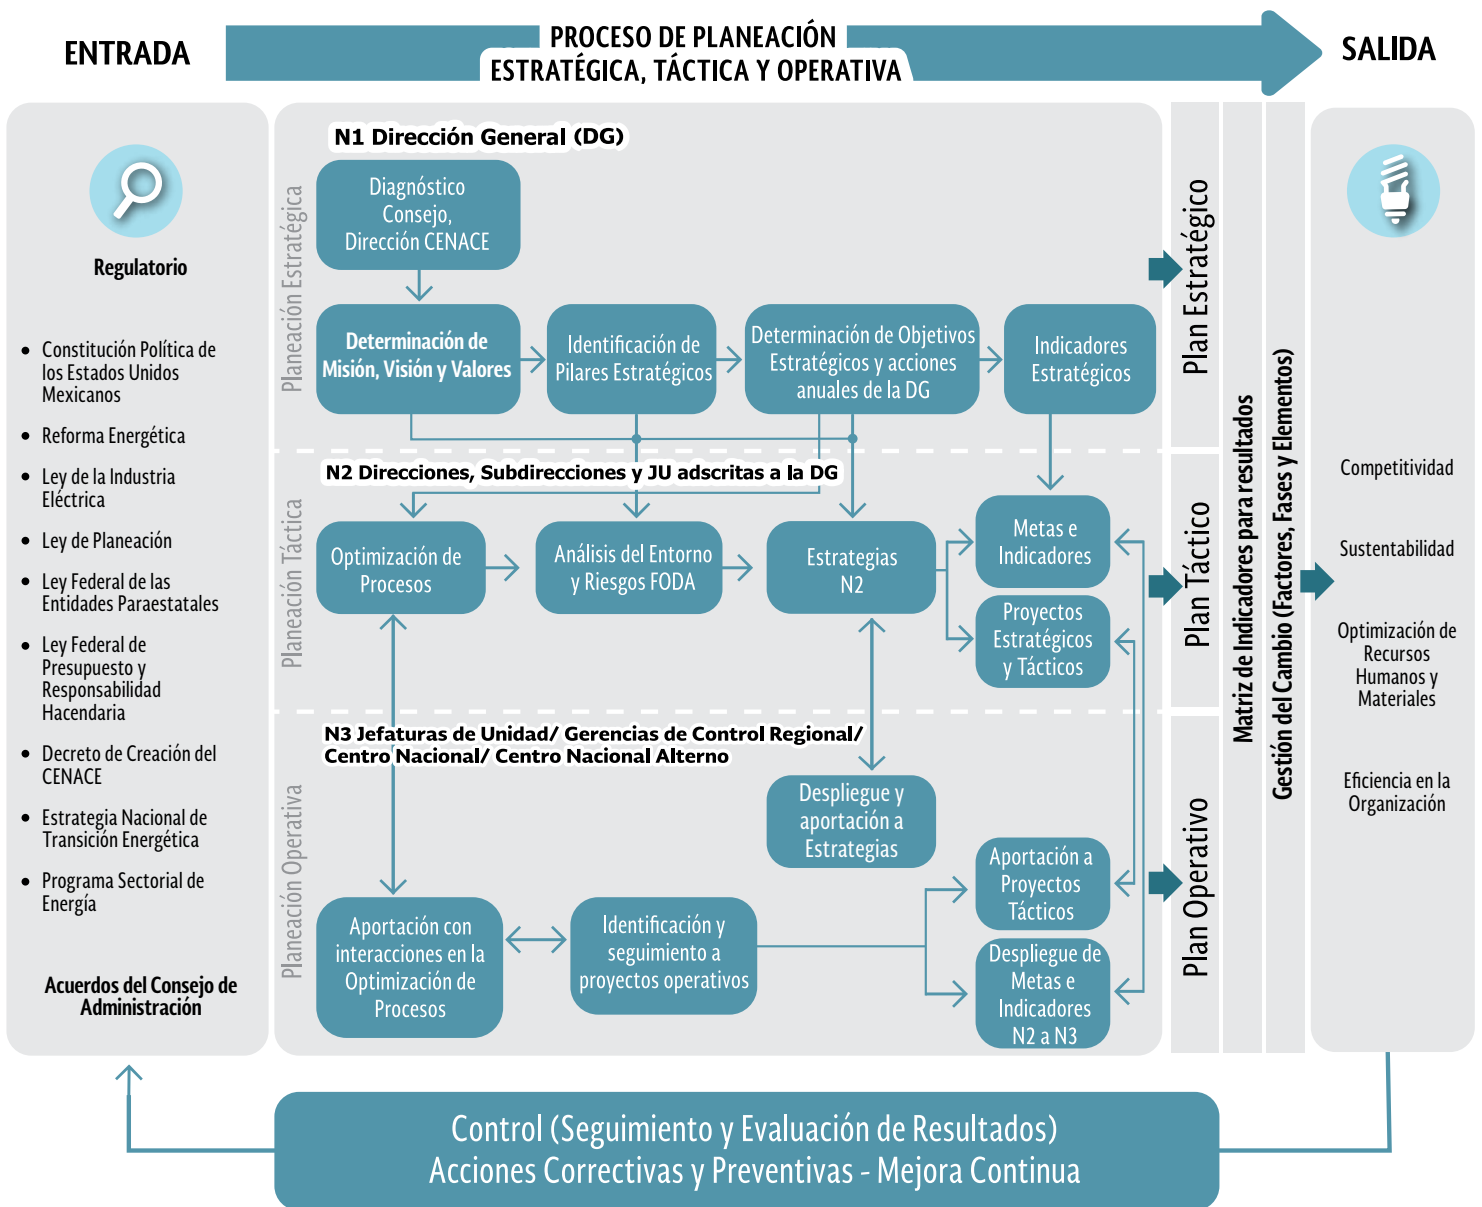 ENTRADA
PROCESO DE PLANEACIÓN
ESTRATÉGICA, TÁCTICA Y OPERATIVA
SALIDA
Regulatorio
• Constitución Política de
los Estados Unidos
Mexicanos
• Reforma Energética
• Ley de la Industria
Eléctrica
• Ley de Planeación
• Ley Federal de las
Entidades Paraestatales
• Ley Federal de
Presupuesto y
Responsabilidad
Hacendaria
• Decreto de Creación del
CENACE
• Estrategia Nacional de
Transición Energética
• Programa Sectorial de
Energía
Acuerdos del Consejo de
Administración
Planeación Estratégica
N1 Dirección General (DG)
Diagnóstico
Consejo,
Dirección CENACE
Determinación de
Misión, Visión y Valores
Identificación de
Pilares Estratégicos
Determinación de Objetivos
Estratégicos y acciones
anuales de la DG
Indicadores
Estratégicos
Planeación Táctica
N2 Direcciones, Subdirecciones y JU adscritas a la DG
Optimización de
Procesos
Análisis del Entorno
y Riesgos FODA
Estrategias
N2
Metas e
Indicadores
Proyectos
Estratégicos
y Tácticos
Planeación Operativa
N3 Jefaturas de Unidad/ Gerencias de Control Regional/
Centro Nacional/ Centro Nacional Alterno
Despliegue y
aportación a
Estrategias
Aportación con
interacciones en la
Optimización de
Procesos
Identificación y
seguimiento a
proyectos operativos
Aportación a
Proyectos
Tácticos
Despliegue de
Metas e
Indicadores
N2 a N3
Plan Estratégico
Plan Táctico
Plan Operativo
Matriz de Indicadores para resultados
Gestión del Cambio (Factores, Fases y Elementos)
Competitividad
Sustentabilidad
Optimización de
Recursos
Humanos y
Materiales
Eficiencia en la
Organización
Control (Seguimiento y Evaluación de Resultados)
Acciones Correctivas y Preventivas - Mejora Continua